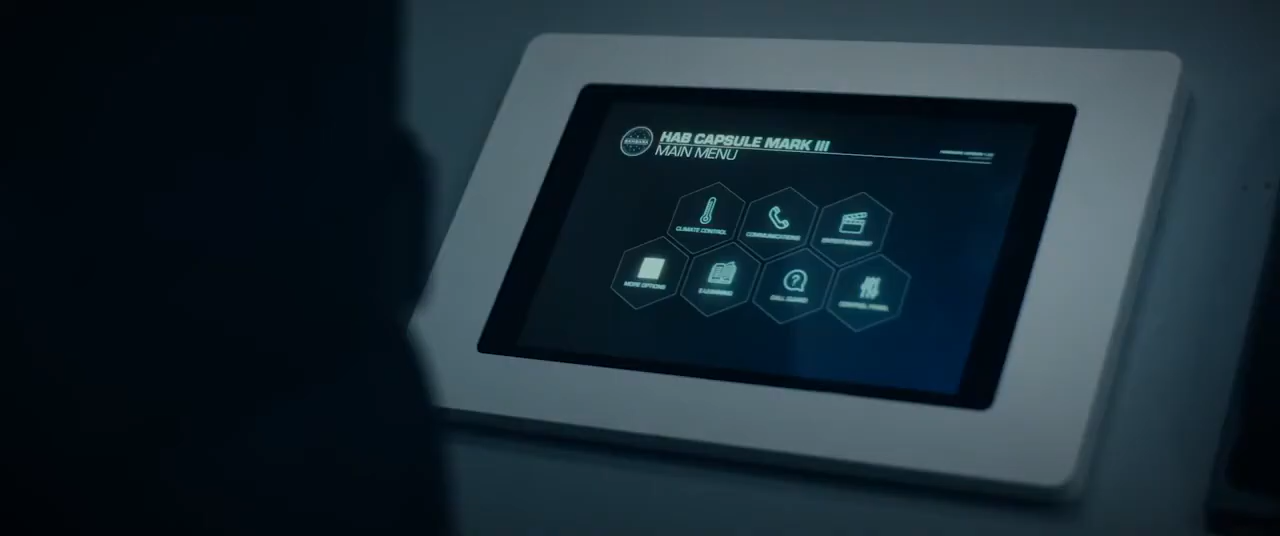 HAB CAPSULE MARK III
MAIN MENU
CLIMATE CONTROL
COMMUNICATIONS
ENTERTAINMENT
MORE OPTIONS
E-LEARNING
CALL GUARD
CONTROL PANEL